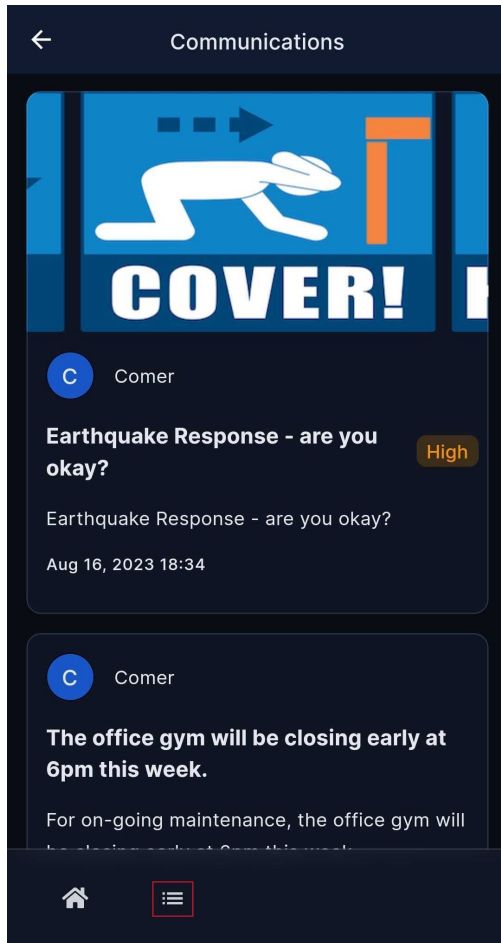 Communications
COVER!
C Comer
Earthquake Response - are you
okay?
High
Earthquake Response - are you okay?
Aug 16, 2023 18:34
C Comer
The office gym will be closing early at
6pm this week.
For on-going maintenance, the office gym will